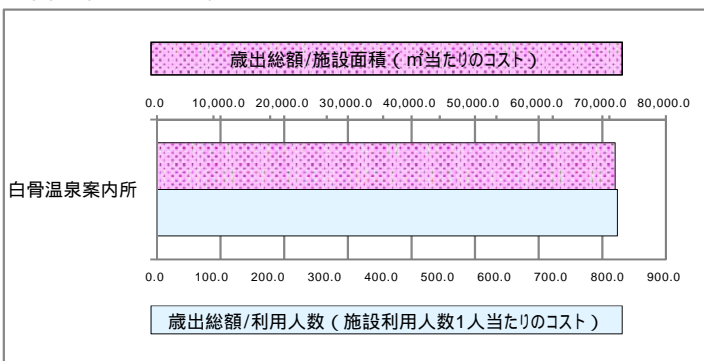 歳出総額/施設面積（㎡当たりのコスト）
0.0 10,000.0 20,000.0 30,000.0 40,000.0 50,000.0 60,000.0 70,000.0 80,000.0
白骨温泉案内所
0.0 100.0 200.0 300.0 400.0 500.0 600.0 700.0 800.0 900.0
歳出総額/利用人数（施設利用人数1人当たりのコスト）